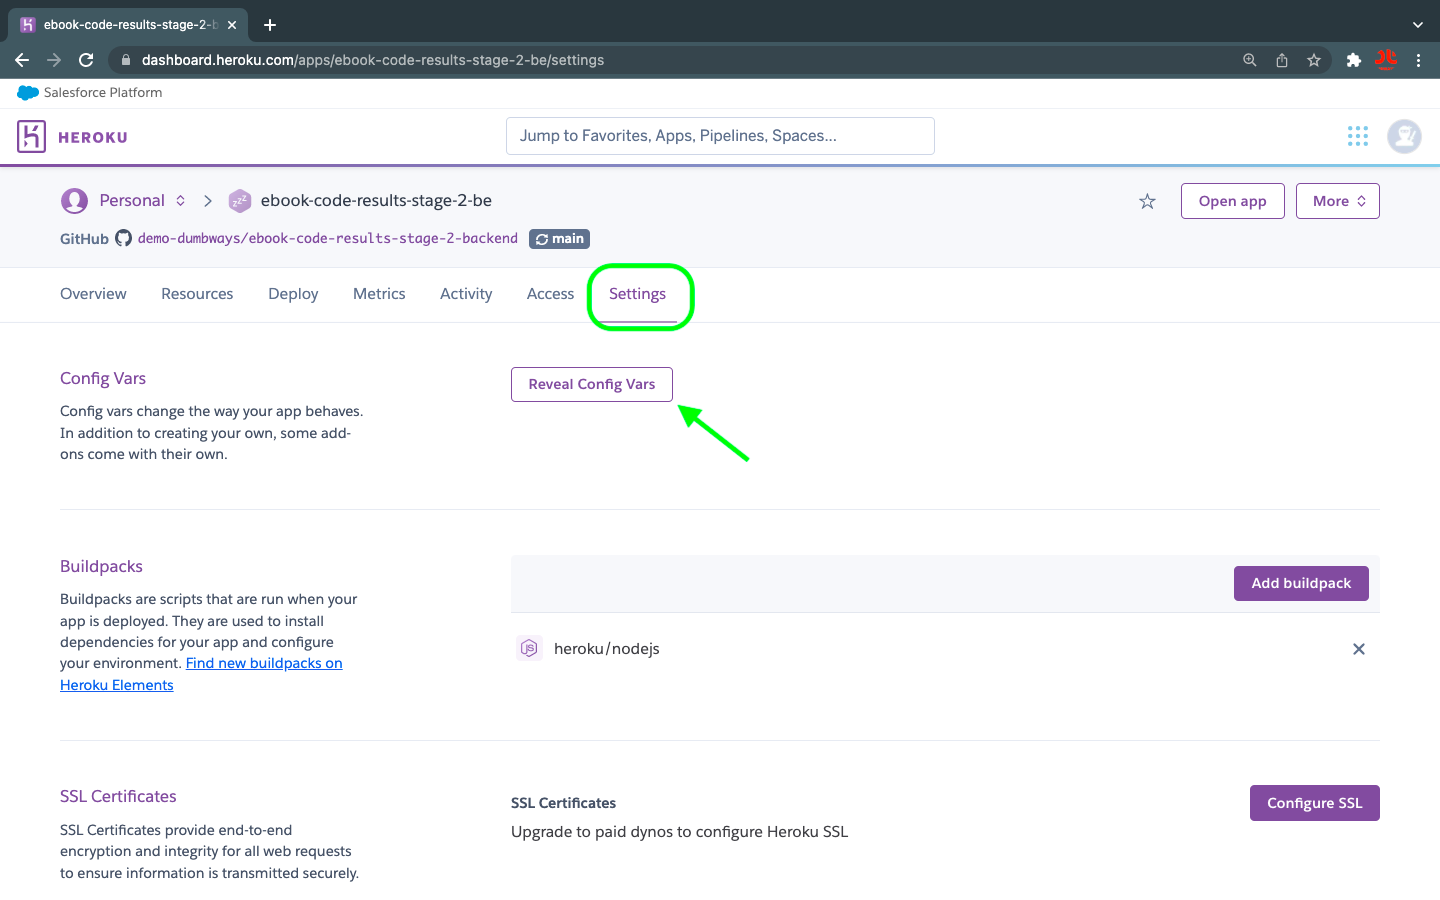 ebook-code-results-stage-2-b
dashboard.heroku.com/apps/ebook-code-results-stage-2-be/settings
Salesforce Platform
HEROKU
Jump to Favorites, Apps, Pipelines, Spaces...
Personal
ebook-code-results-stage-2-be
Open app
More
GitHub demo-dumbways/ebook-code-results-stage-2-backend main
Overview Resources Deploy Metrics Activity Access Settings
Config Vars
Config vars change the way your app behaves.
In addition to creating your own, some add-
ons come with their own.
Reveal Config Vars
Buildpacks
Buildpacks are scripts that are run when your
app is deployed. They are used to install
dependencies for your app and configure
your environment. Find new buildpacks on
Heroku Elements
Add buildpack
heroku/nodejs
SSL Certificates
SSL Certificates provide end-to-end
encryption and integrity for all web requests
to ensure information is transmitted securely.
SSL Certificates
Upgrade to paid dynos to configure Heroku SSL
Configure SSL